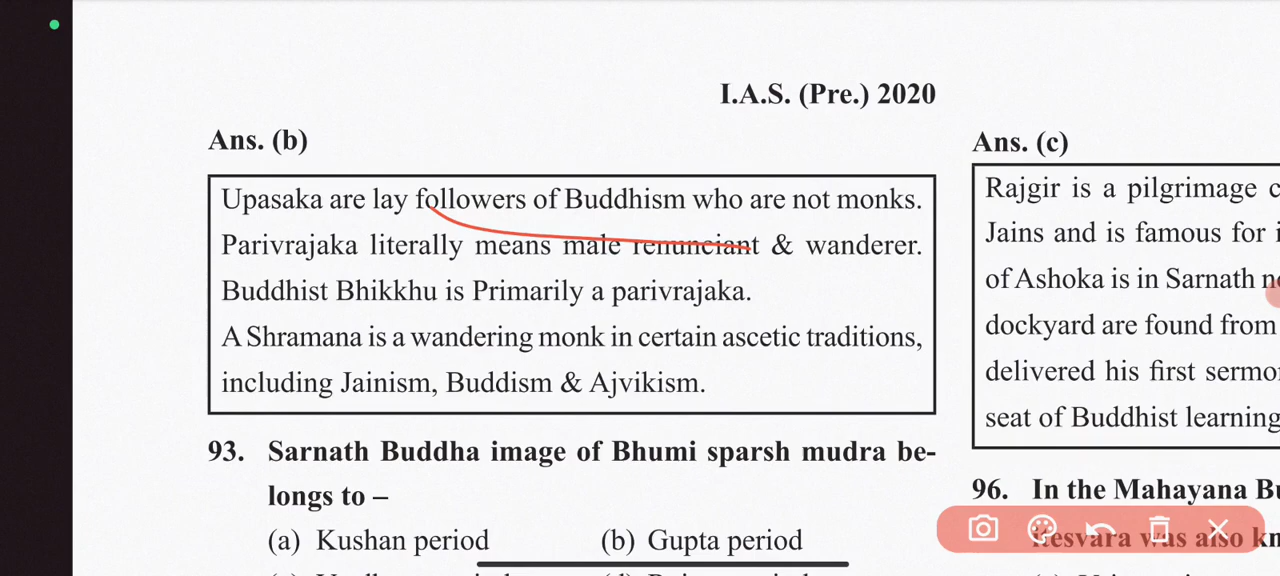 I.A.S. (Pre.) 2020
Ans. (b)
Upasaka are lay followers of Buddhism who are not monks.
Parivrajaka literally means male renunciant & wanderer.
Buddhist Bhikkhu is Primarily a parivrajaka.
A Shramana is a wandering monk in certain ascetic traditions,
including Jainism, Buddism & Ajvikism.
93. Sarnath Buddha image of Bhumi sparsh mudra be-
longs to –
(a) Kushan period (b) Gupta period
Ans. (c)
Rajgir is a pilgrimage
Jains and is famous for
of Ashoka is in Sarnath
dockyard are found from
delivered his first
seat of Buddhist learning
96. In the Mahayana
was also